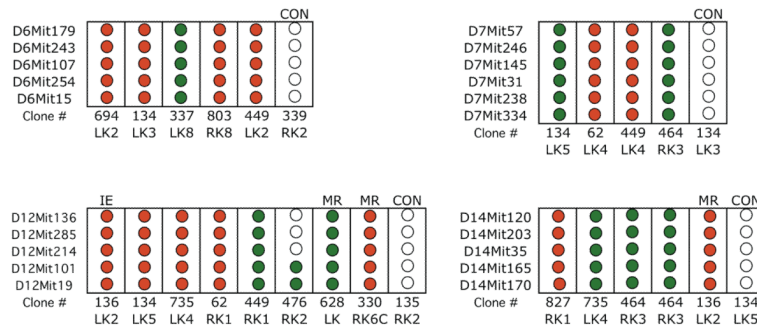 CON
D6Mit179
D6Mit243
D6Mit107
D6Mit254
D6Mit15
Clone # 694 134 337 803 449 339
LK2 LK3 LK8 RK8 LK2 RK2
CON
D7Mit57
D7Mit246
D7Mit145
D7Mit31
D7Mit238
D7Mit334
Clone # 134 62 449 464 134
LK5 LK4 LK4 RK3 LK3
IE MR MR CON
D12Mit136
D12Mit285
D12Mit214
D12Mit101
D12Mit19
Clone # 136 134 735 62 449 476 628 330 135
LK2 LK5 LK4 RK1 RK1 RK2 LK RK6C RK2
MR CON
D14Mit120
D14Mit203
D14Mit35
D14Mit165
D14Mit170
Clone # 827 735 464 464 136 134
RK1 LK4 RK3 RK3 LK2 LK5